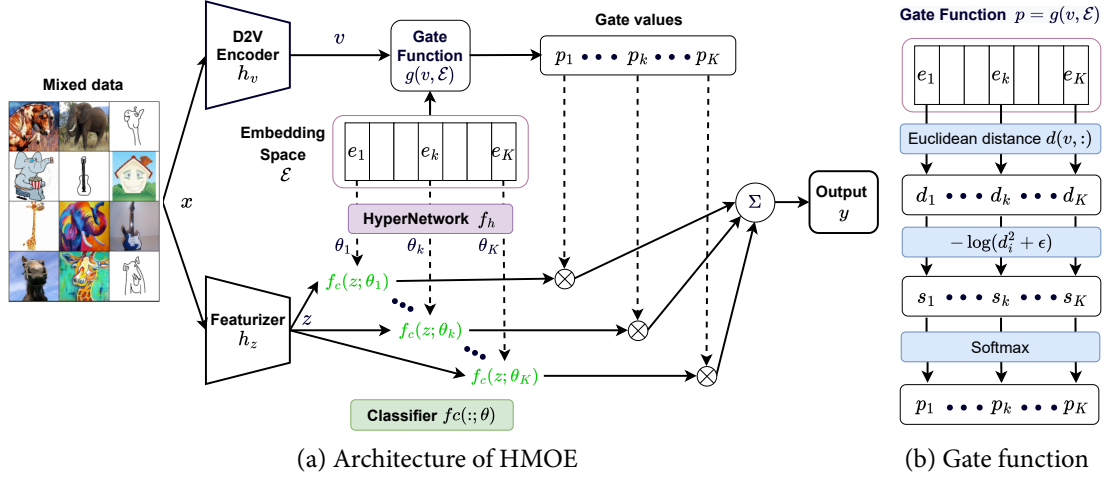 Mixed data
x
D2V
Encoder
h_v
v
Gate
Function
g(v, ℰ)
Gate values
p_1 • • • p_k • • • p_K
Embedding
Space
ℰ
e_1 e_k e_K
HyperNetwork f_h
θ_1 θ_k θ_K
Featurizer
h_z
z
f_c(z; θ_1)
• • •
f_c(z; θ_k)
• • •
f_c(z; θ_K)
⊗
⊗
⊗
Σ
Output
y
Classifier fc(:; θ)
(a) Architecture of HMOE
Gate Function p = g(v, ℰ)
e_1 e_k e_K
Euclidean distance d(v, :)
d_1 • • • d_k • • • d_K
− log(d_i^2 + ϵ)
s_1 • • • s_k • • • s_K
Softmax
p_1 • • • p_k • • • p_K
(b) Gate function